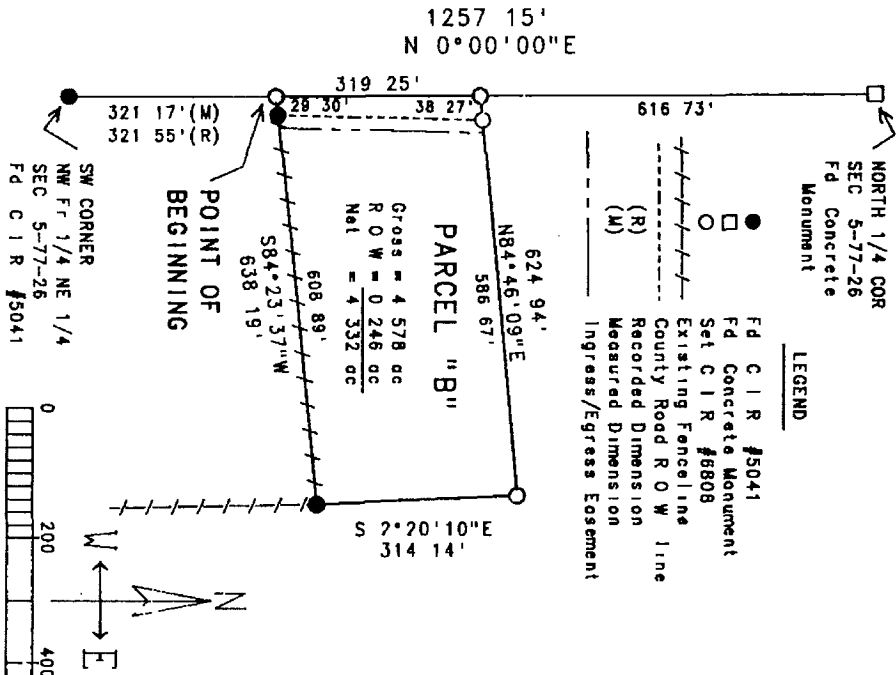 1257 15'
N 0°00'00"E
319 25'
29 30'
38 27'
616 73'
321 17'(M)
321 55'(R)
NORTH 1/4 COR
SEC 5-77-26
Fd Concrete
Monument
LEGEND
Fd C I R #5041
Fd Concrete Monument
Set C I R #6808
Existing Fenceline
County Road R O W line
(R) Recorded Dimension
(M) Measured Dimension
Ingress/Egress Easement
624 94'
N84°46'09"E
586 67'
PARCEL "B"
Gross = 4 578 ac
R O W = 0 246 ac
Net = 4 332 ac
608 89'
S84°23'37"W
638 19'
S 2°20'10"E
314 14'
POINT OF
BEGINNING
SW CORNER
NW Fr 1/4 NE 1/4
SEC 5-77-26
Fd C I R #5041
0 200 400
W E
N